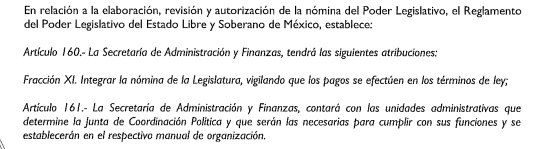 En relación a la elaboración, revisión y autorización de la nómina del Poder Legislativo, el Reglamento
del Poder Legislativo del Estado Libre y Soberano de México, establece:
Artículo 160.- La Secretaría de Administración y Finanzas, tendrá las siguientes atribuciones:
Fracción XI. Integrar la nómina de la Legislatura, vigilando que los pagos se efectúen en los términos de ley;
Artículo 161.- La Secretaría de Administración y Finanzas, contará con las unidades administrativas que
determine la Junta de Coordinación Política y que serán las necesarias para cumplir con sus funciones y se
establecerán en el respectivo manual de organización.